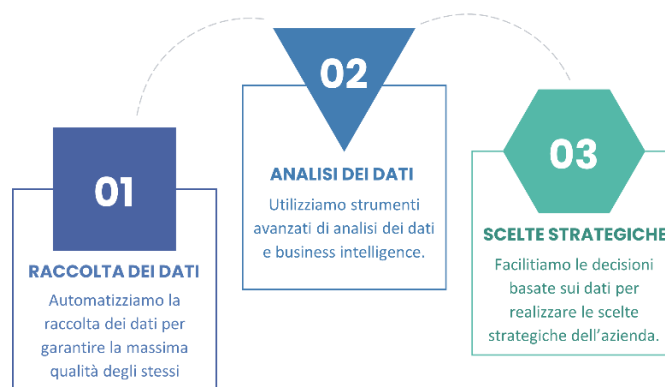 01
RACCOLTA DEI DATI
Automatizziamo la
raccolta dei dati per
garantire la massima
qualità degli stessi
02
ANALISI DEI DATI
Utilizziamo strumenti
avanzati di analisi dei dati
e business intelligence.
03
SCELTE STRATEGICHE
Facilitiamo le decisioni
basate sui dati per
realizzare le scelte
strategiche dell’azienda.